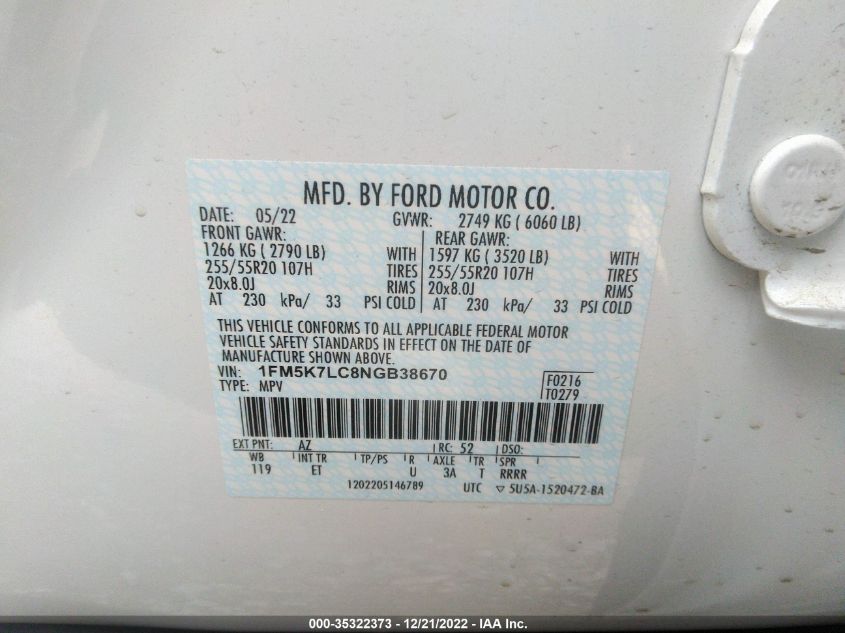 MFD. BY FORD MOTOR CO.
DATE: 05/22 GVWR: 2749 KG ( 6060 LB)
FRONT GAWR: REAR GAWR:
1266 KG ( 2790 LB) WITH 1597 KG ( 3520 LB) WITH
255/55R20 107H TIRES 255/55R20 107H TIRES
20x8.0J RIMS 20x8.0J RIMS
AT 230 kPa/ 33 PSI COLD AT 230 kPa/ 33 PSI COLD
THIS VEHICLE CONFORMS TO ALL APPLICABLE FEDERAL MOTOR
VEHICLE SAFETY STANDARDS IN EFFECT ON THE DATE OF
MANUFACTURE SHOWN ABOVE.
VIN: 1FM5K7LC8NGB38670
TYPE: MPV
F0216
T0279
EXT PNT: AZ RC: 52 DSO:
WB INT TR TP/PS R AXLE TR SPR
119 ET U 3A T RRRR
1202205146789 UTC ▽ 5U5A-1520472-BA
000-35322373 - 12/21/2022 - IAA Inc.